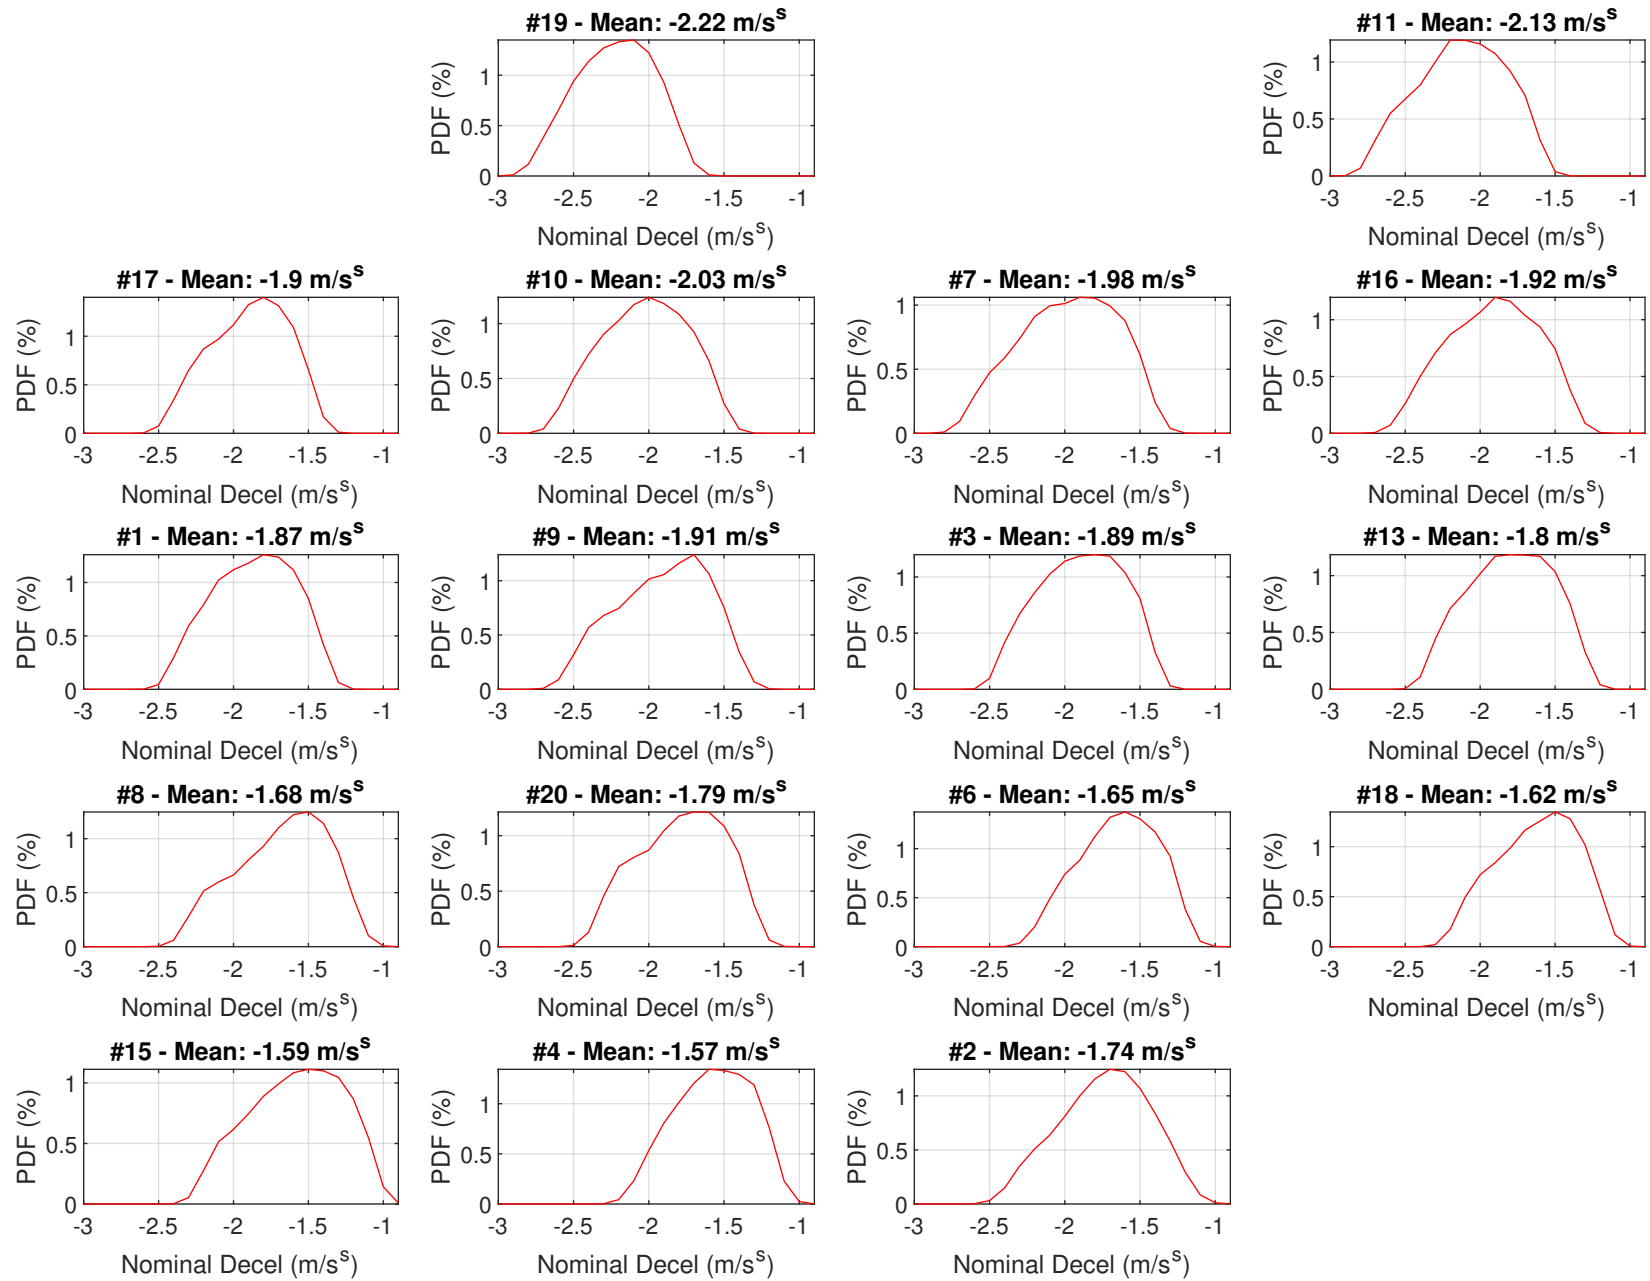 #19 - Mean: -2.22 m/s^s
PDF (%)
1
0.5
0
-3 -2.5 -2 -1.5 -1
Nominal Decel (m/s^s)
#11 - Mean: -2.13 m/s^s
PDF (%)
1
0.5
0
-3 -2.5 -2 -1.5 -1
Nominal Decel (m/s^s)
#17 - Mean: -1.9 m/s^s
PDF (%)
1
0.5
0
-3 -2.5 -2 -1.5 -1
Nominal Decel (m/s^s)
#10 - Mean: -2.03 m/s^s
PDF (%)
1
0.5
0
-3 -2.5 -2 -1.5 -1
Nominal Decel (m/s^s)
#7 - Mean: -1.98 m/s^s
PDF (%)
1
0.5
0
-3 -2.5 -2 -1.5 -1
Nominal Decel (m/s^s)
#16 - Mean: -1.92 m/s^s
PDF (%)
1
0.5
0
-3 -2.5 -2 -1.5 -1
Nominal Decel (m/s^s)
#1 - Mean: -1.87 m/s^s
PDF (%)
1
0.5
0
-3 -2.5 -2 -1.5 -1
Nominal Decel (m/s^s)
#9 - Mean: -1.91 m/s^s
PDF (%)
1
0.5
0
-3 -2.5 -2 -1.5 -1
Nominal Decel (m/s^s)
#3 - Mean: -1.89 m/s^s
PDF (%)
1
0.5
0
-3 -2.5 -2 -1.5 -1
Nominal Decel (m/s^s)
#13 - Mean: -1.8 m/s^s
PDF (%)
1
0.5
0
-3 -2.5 -2 -1.5 -1
Nominal Decel (m/s^s)
#8 - Mean: -1.68 m/s^s
PDF (%)
1
0.5
0
-3 -2.5 -2 -1.5 -1
Nominal Decel (m/s^s)
#20 - Mean: -1.79 m/s^s
PDF (%)
1
0.5
0
-3 -2.5 -2 -1.5 -1
Nominal Decel (m/s^s)
#6 - Mean: -1.65 m/s^s
PDF (%)
1
0.5
0
-3 -2.5 -2 -1.5 -1
Nominal Decel (m/s^s)
#18 - Mean: -1.62 m/s^s
PDF (%)
1
0.5
0
-3 -2.5 -2 -1.5 -1
Nominal Decel (m/s^s)
#15 - Mean: -1.59 m/s^s
PDF (%)
1
0.5
0
-3 -2.5 -2 -1.5 -1
Nominal Decel (m/s^s)
#4 - Mean: -1.57 m/s^s
PDF (%)
1
0.5
0
-3 -2.5 -2 -1.5 -1
Nominal Decel (m/s^s)
#2 - Mean: -1.74 m/s^s
PDF (%)
1
0.5
0
-3 -2.5 -2 -1.5 -1
Nominal Decel (m/s^s)